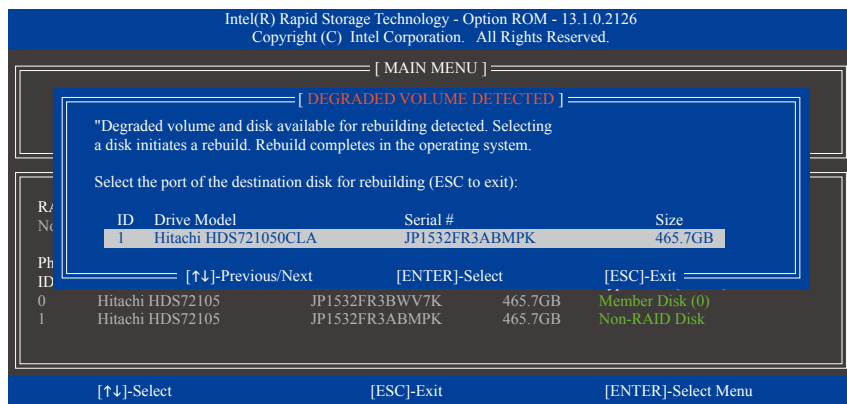 Intel(R) Rapid Storage Technology - Option ROM - 13.1.0.2126
Copyright (C) Intel Corporation. All Rights Reserved.
[ MAIN MENU ]
[ DEGRADED VOLUME DETECTED ]
"Degraded volume and disk available for rebuilding detected. Selecting
a disk initiates a rebuild. Rebuild completes in the operating system.
Select the port of the destination disk for rebuilding (ESC to exit):
ID Drive Model Serial # Size
1 Hitachi HDS721050CLA JP1532FR3ABMPK 465.7GB
[↑↓]-Previous/Next [ENTER]-Select [ESC]-Exit
ID
0 Hitachi HDS72105 JP1532FR3BWV7K 465.7GB Member Disk (0)
1 Hitachi HDS72105 JP1532FR3ABMPK 465.7GB Non-RAID Disk
[↑↓]-Select [ESC]-Exit [ENTER]-Select Menu